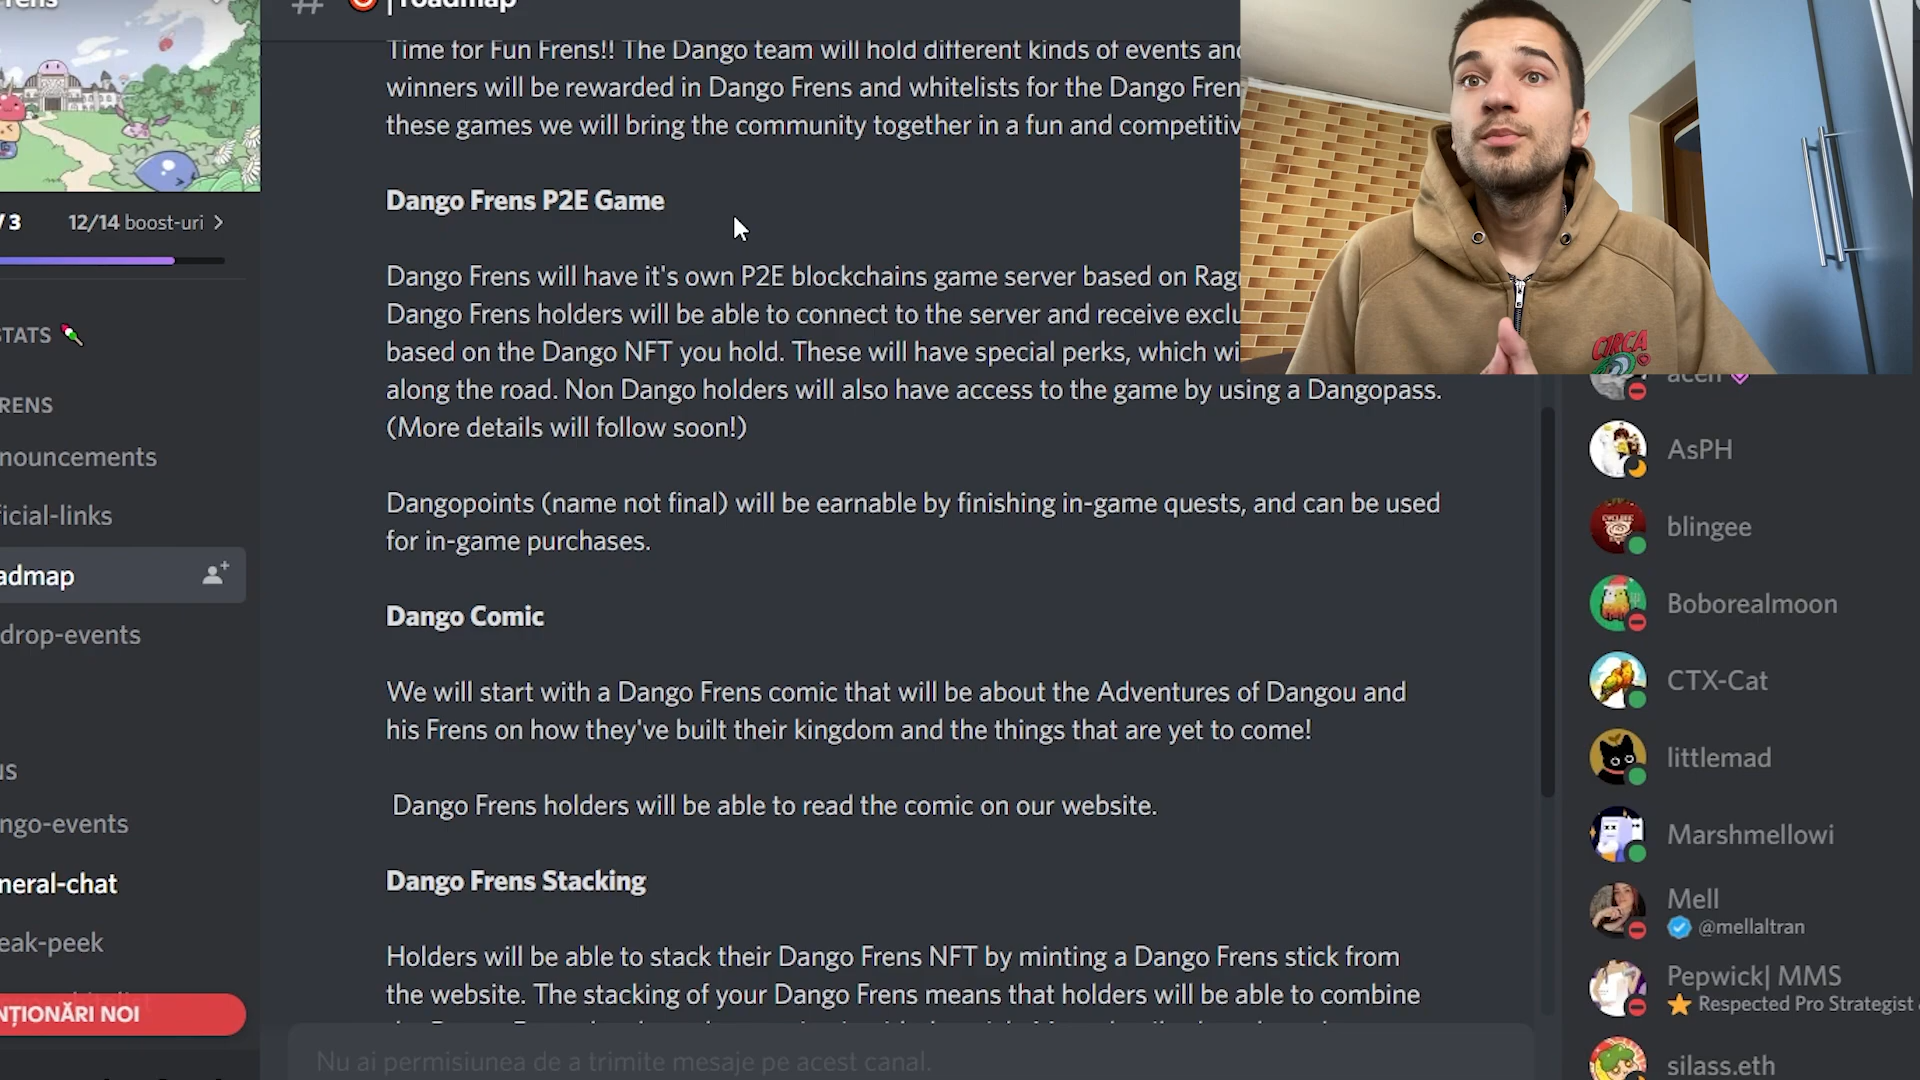 rens
# | roadmap
Time for Fun Frens!! The Dango team will hold different kinds of events and
winners will be rewarded in Dango Frens and whitelists for the Dango Fren
these games we will bring the community together in a fun and competitiv
Dango Frens P2E Game
Dango Frens will have it's own P2E blockchains game server based on Ragn
Dango Frens holders will be able to connect to the server and receive exclu
based on the Dango NFT you hold. These will have special perks, which wi
along the road. Non Dango holders will also have access to the game by using a Dangopass.
(More details will follow soon!)
Dangopoints (name not final) will be earnable by finishing in-game quests, and can be used
for in-game purchases.
Dango Comic
We will start with a Dango Frens comic that will be about the Adventures of Dangou and
his Frens on how they've built their kingdom and the things that are yet to come!
Dango Frens holders will be able to read the comic on our website.
Dango Frens Stacking
Holders will be able to stack their Dango Frens NFT by minting a Dango Frens stick from
the website. The stacking of your Dango Frens means that holders will be able to combine
Nu ai permisiunea de a trimite mesaje pe acest canal.
/3 12/14 boost-uri >
TATS
RENS
nouncements
ficial-links
admap
drop-events
NS
ngo-events
neral-chat
eak-peek
NȚIONĂRI NOI
CIRCA
aceh
AsPH
blingee
Boborealmoon
CTX-Cat
littlemad
Marshmellowi
Mell
@mellaltran
Pepwick| MMS
Respected Pro Strategist
silass.eth